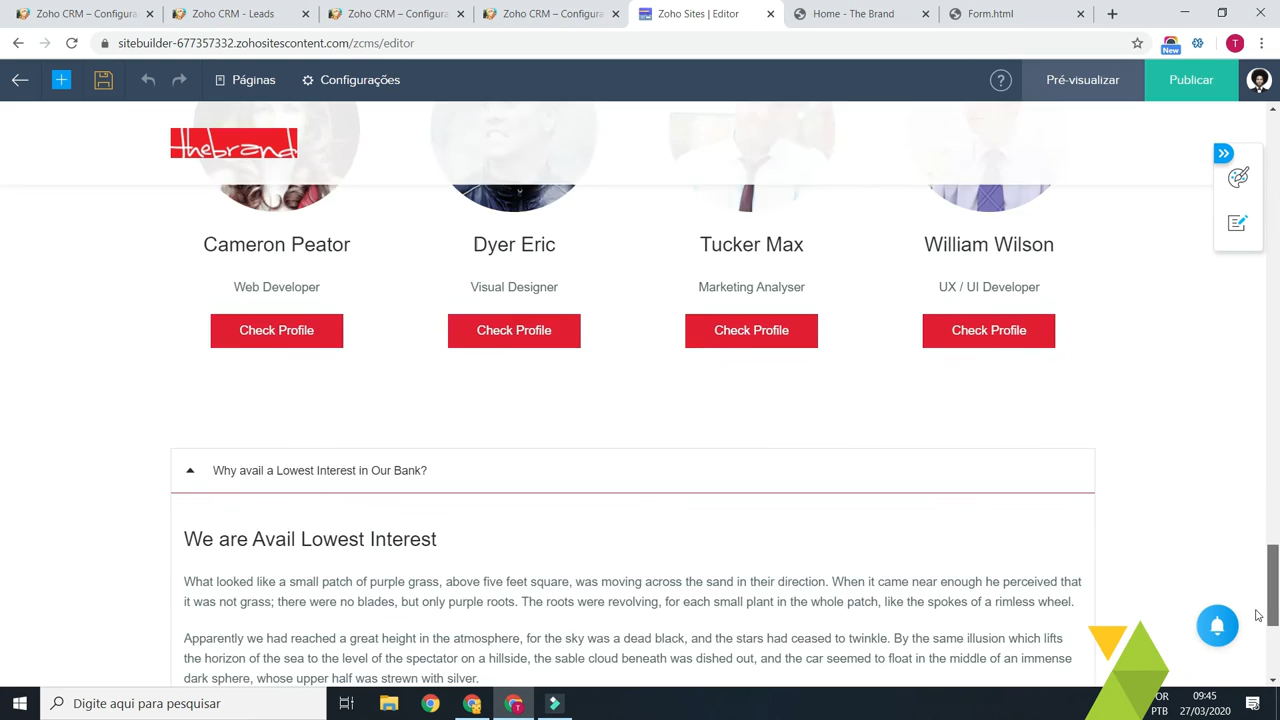 Zoho CRM – Configura
Zoho CRM - Leads
Zoho CRM – Configura
Zoho CRM – Configura
Zoho Sites | Editor
Home - The Brand
Form.html
sitebuilder-677357332.zohositescontent.com/zcms/editor
New
T
Páginas
Configurações
?
Pré-visualizar
Publicar
thebrand
Cameron Peator
Dyer Eric
Tucker Max
William Wilson
Web Developer
Visual Designer
Marketing Analyser
UX / UI Developer
Check Profile
Check Profile
Check Profile
Check Profile
Why avail a Lowest Interest in Our Bank?
We are Avail Lowest Interest
What looked like a small patch of purple grass, above five feet square, was moving across the sand in their direction. When it came near enough he perceived that
it was not grass; there were no blades, but only purple roots. The roots were revolving, for each small plant in the whole patch, like the spokes of a rimless wheel.
Apparently we had reached a great height in the atmosphere, for the sky was a dead black, and the stars had ceased to twinkle. By the same illusion which lifts
the horizon of the sea to the level of the spectator on a hillside, the sable cloud beneath was dished out, and the car seemed to float in the middle of an immense
dark sphere, whose upper half was strewn with silver.
Digite aqui para pesquisar
OR
PTB
09:45
27/03/2020